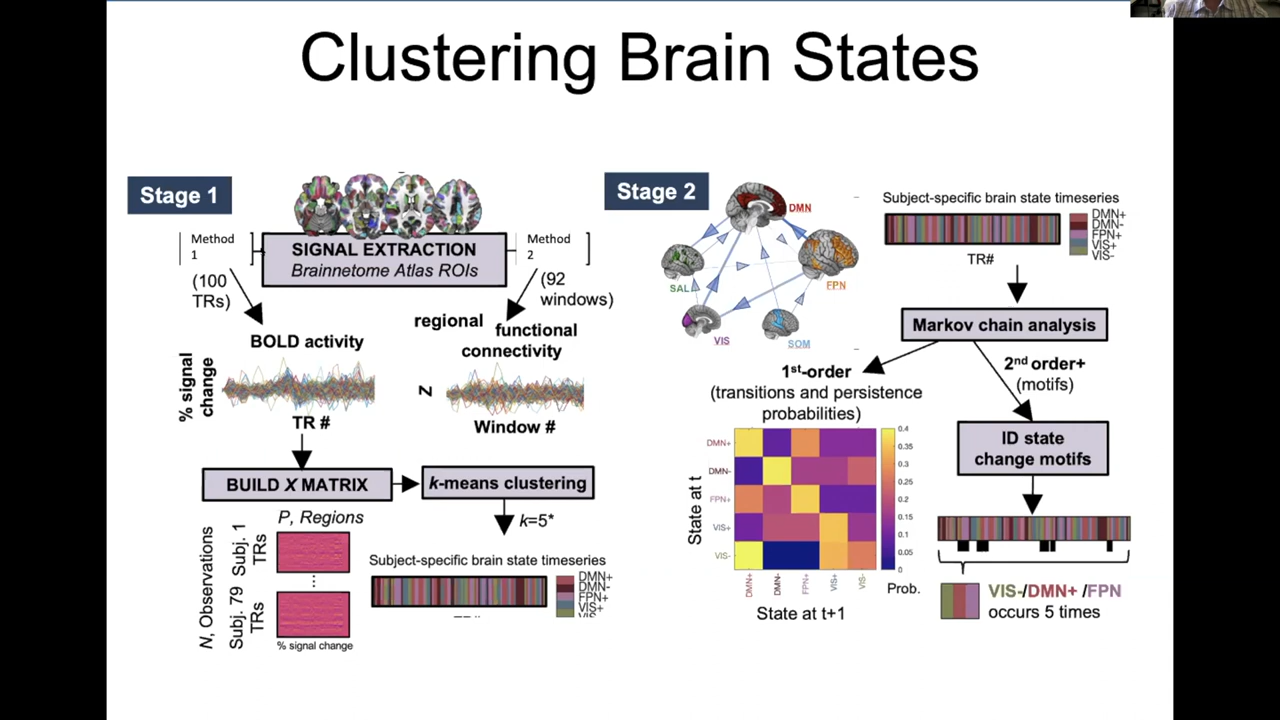 Clustering Brain States
Stage 1
Method
1
SIGNAL EXTRACTION
Brainnetome Atlas ROIs
Method
2
(100
TRs)
(92
windows)
BOLD activity
regional
functional
connectivity
% signal
change
TR #
Z
Window #
BUILD X MATRIX
k-means clustering
k=5*
P, Regions
N, Observations
Subj. 1
TRs
⋮
Subj. 79
TRs
% signal change
Subject-specific brain state timeseries
DMN+
DMN-
FPN+
VIS+
Stage 2
DMN
SAL
FPN
VIS
SOM
Subject-specific brain state timeseries
DMN+
DMN-
FPN+
VIS+
VIS-
TR#
Markov chain analysis
1st-order
(transitions and persistence
probabilities)
2nd order+
(motifs)
ID state
change motifs
State at t
DMN+
DMN-
FPN+
VIS+
VIS-
DMN+
DMN-
FPN+
VIS+
VIS-
State at t+1
0.4
0.35
0.3
0.25
0.2
0.15
0.1
0.05
0
Prob.
VIS-/DMN+ /FPN
occurs 5 times